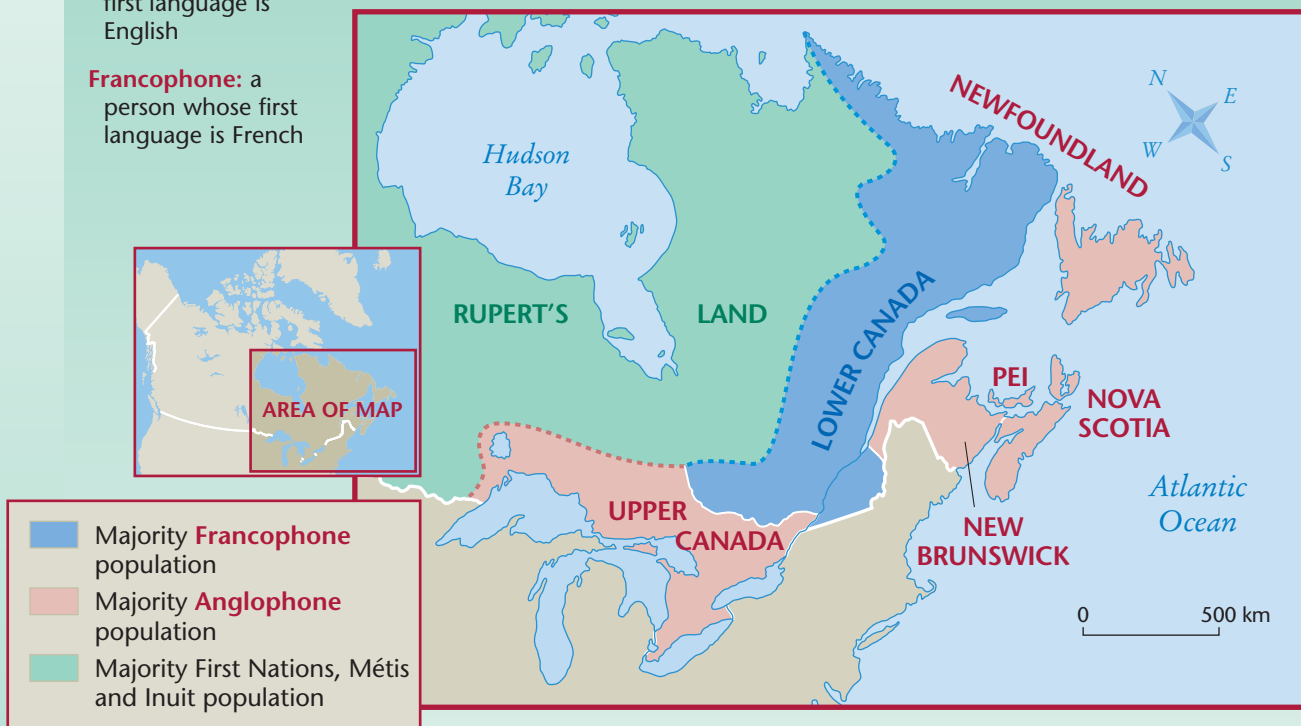 first language is
English
Francophone: a
person whose first
language is French
N
E
W
S
NEWFOUNDLAND
Hudson
Bay
RUPERT'S LAND
LOWER CANADA
AREA OF MAP
PEI
NOVA
SCOTIA
UPPER
CANADA
NEW
BRUNSWICK
Atlantic
Ocean
0 500 km
Majority Francophone
population
Majority Anglophone
population
Majority First Nations, Métis
and Inuit population